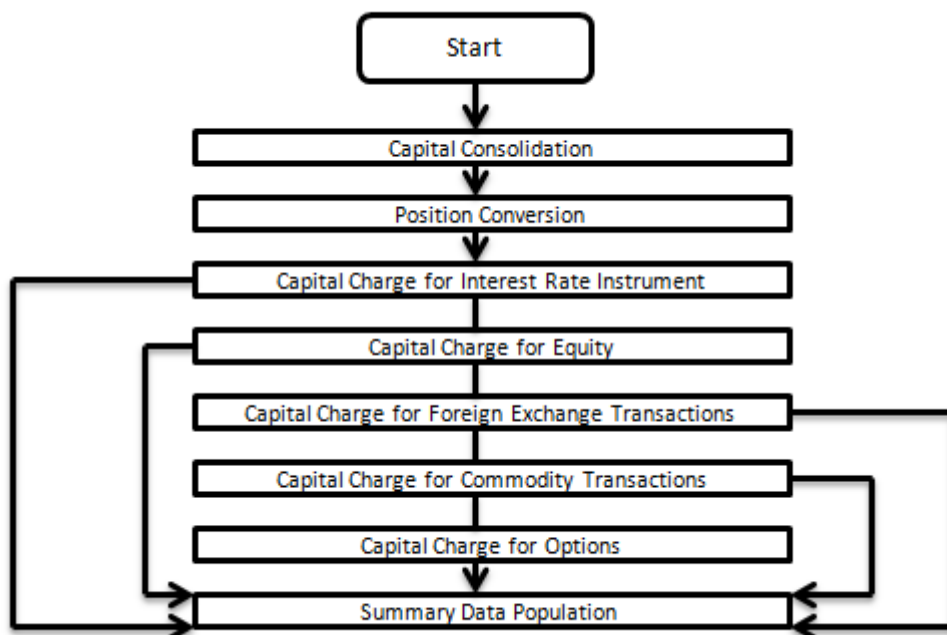 Start
Capital Consolidation
Position Conversion
Capital Charge for Interest Rate Instrument
Capital Charge for Equity
Capital Charge for Foreign Exchange Transactions
Capital Charge for Commodity Transactions
Capital Charge for Options
Summary Data Population